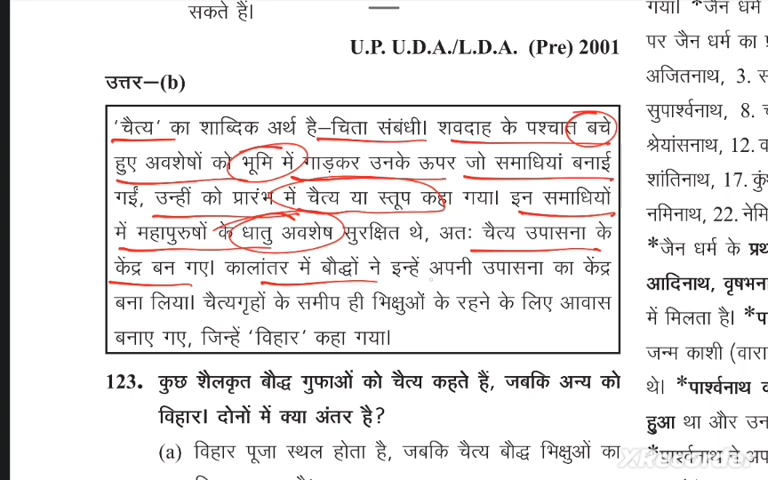 सकते हैं।
U.P. U.D.A./L.D.A. (Pre) 2001
उत्तर—(b)
'चैत्य' का शाब्दिक अर्थ है–चिता संबंधी। शवदाह के पश्चात बचे
हुए अवशेषों को भूमि में गाड़कर उनके ऊपर जो समाधियां बनाई
गईं, उन्हीं को प्रारंभ में चैत्य या स्तूप कहा गया। इन समाधियों
में महापुरुषों के धातु अवशेष सुरक्षित थे, अतः चैत्य उपासना के
केंद्र बन गए। कालांतर में बौद्धों ने इन्हें अपनी उपासना का केंद्र
बना लिया। चैत्यगृहों के समीप ही भिक्षुओं के रहने के लिए आवास
बनाए गए, जिन्हें 'विहार' कहा गया।
123. कुछ शैलकृत बौद्ध गुफाओं को चैत्य कहते हैं, जबकि अन्य को
विहार। दोनों में क्या अंतर है?
(a) विहार पूजा स्थल होता है, जबकि चैत्य बौद्ध भिक्षुओं का
गया। *जैन धर्म
पर जैन धर्म का
अजितनाथ, 3.
सुपार्श्वनाथ, 8.
श्रेयांसनाथ, 12.
शांतिनाथ, 17.
नमिनाथ, 22.
*जैन धर्म के
आदिनाथ,
में मिलता है।
जन्म काशी
थे। *पार्श्वनाथ
हुआ था और
*पार्श्वनाथ ने
XRecorder